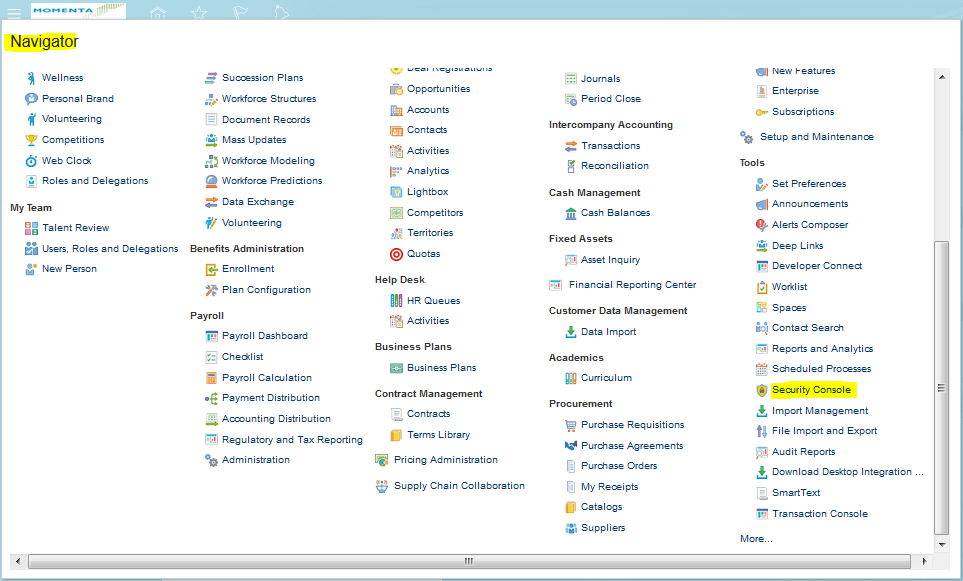 MOMENTA
Navigator
Wellness
Personal Brand
Volunteering
Competitions
Web Clock
Roles and Delegations
My Team
Talent Review
Users, Roles and Delegations
New Person
Succession Plans
Workforce Structures
Document Records
Mass Updates
Workforce Modeling
Workforce Predictions
Data Exchange
Volunteering
Benefits Administration
Enrollment
Plan Configuration
Payroll
Payroll Dashboard
Checklist
Payroll Calculation
Payment Distribution
Accounting Distribution
Regulatory and Tax Reporting
Administration
Deal Registrations
Opportunities
Accounts
Contacts
Activities
Analytics
Lightbox
Competitors
Territories
Quotas
Help Desk
HR Queues
Activities
Business Plans
Business Plans
Contract Management
Contracts
Terms Library
Pricing Administration
Supply Chain Collaboration
Journals
Period Close
Intercompany Accounting
Transactions
Reconciliation
Cash Management
Cash Balances
Fixed Assets
Asset Inquiry
Financial Reporting Center
Customer Data Management
Data Import
Academics
Curriculum
Procurement
Purchase Requisitions
Purchase Agreements
Purchase Orders
My Receipts
Catalogs
Suppliers
New Features
Enterprise
Subscriptions
Setup and Maintenance
Tools
Set Preferences
Announcements
Alerts Composer
Deep Links
Developer Connect
Worklist
Spaces
Contact Search
Reports and Analytics
Scheduled Processes
Security Console
Import Management
File Import and Export
Audit Reports
Download Desktop Integration ...
SmartText
Transaction Console
More...